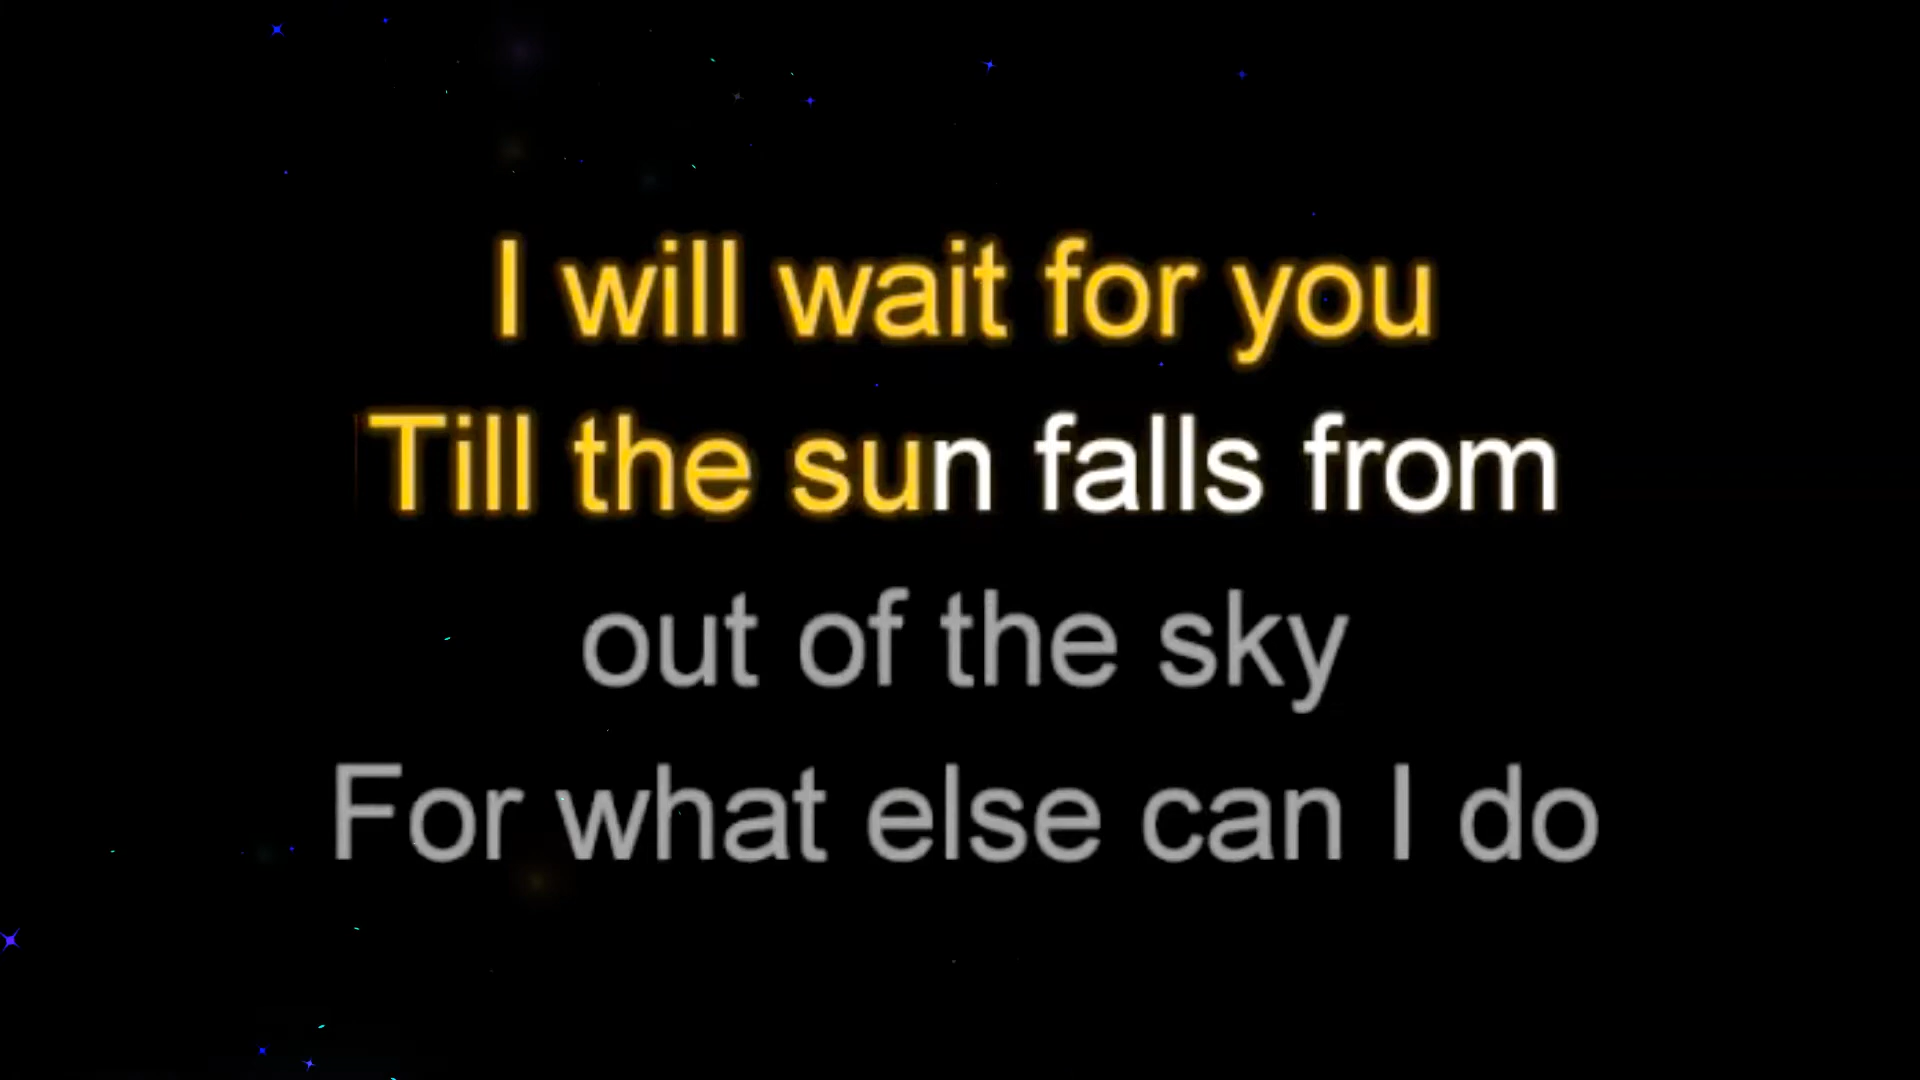 I will wait for you
Till the sun falls from
out of the sky
For what else can I do